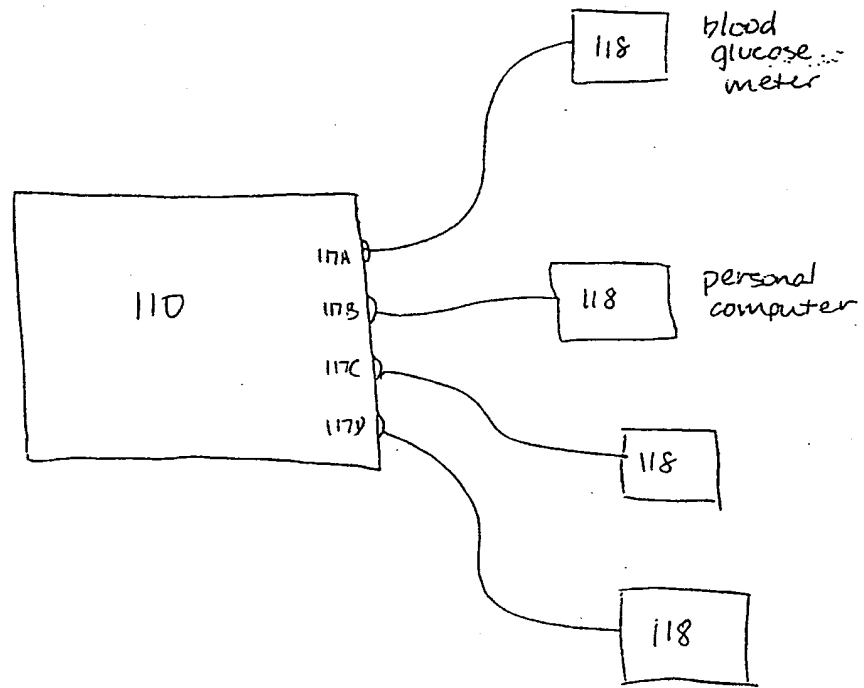 118
blood
glucose
meter
117A
110
117B
118
personal
computer
117C
117D
118
118